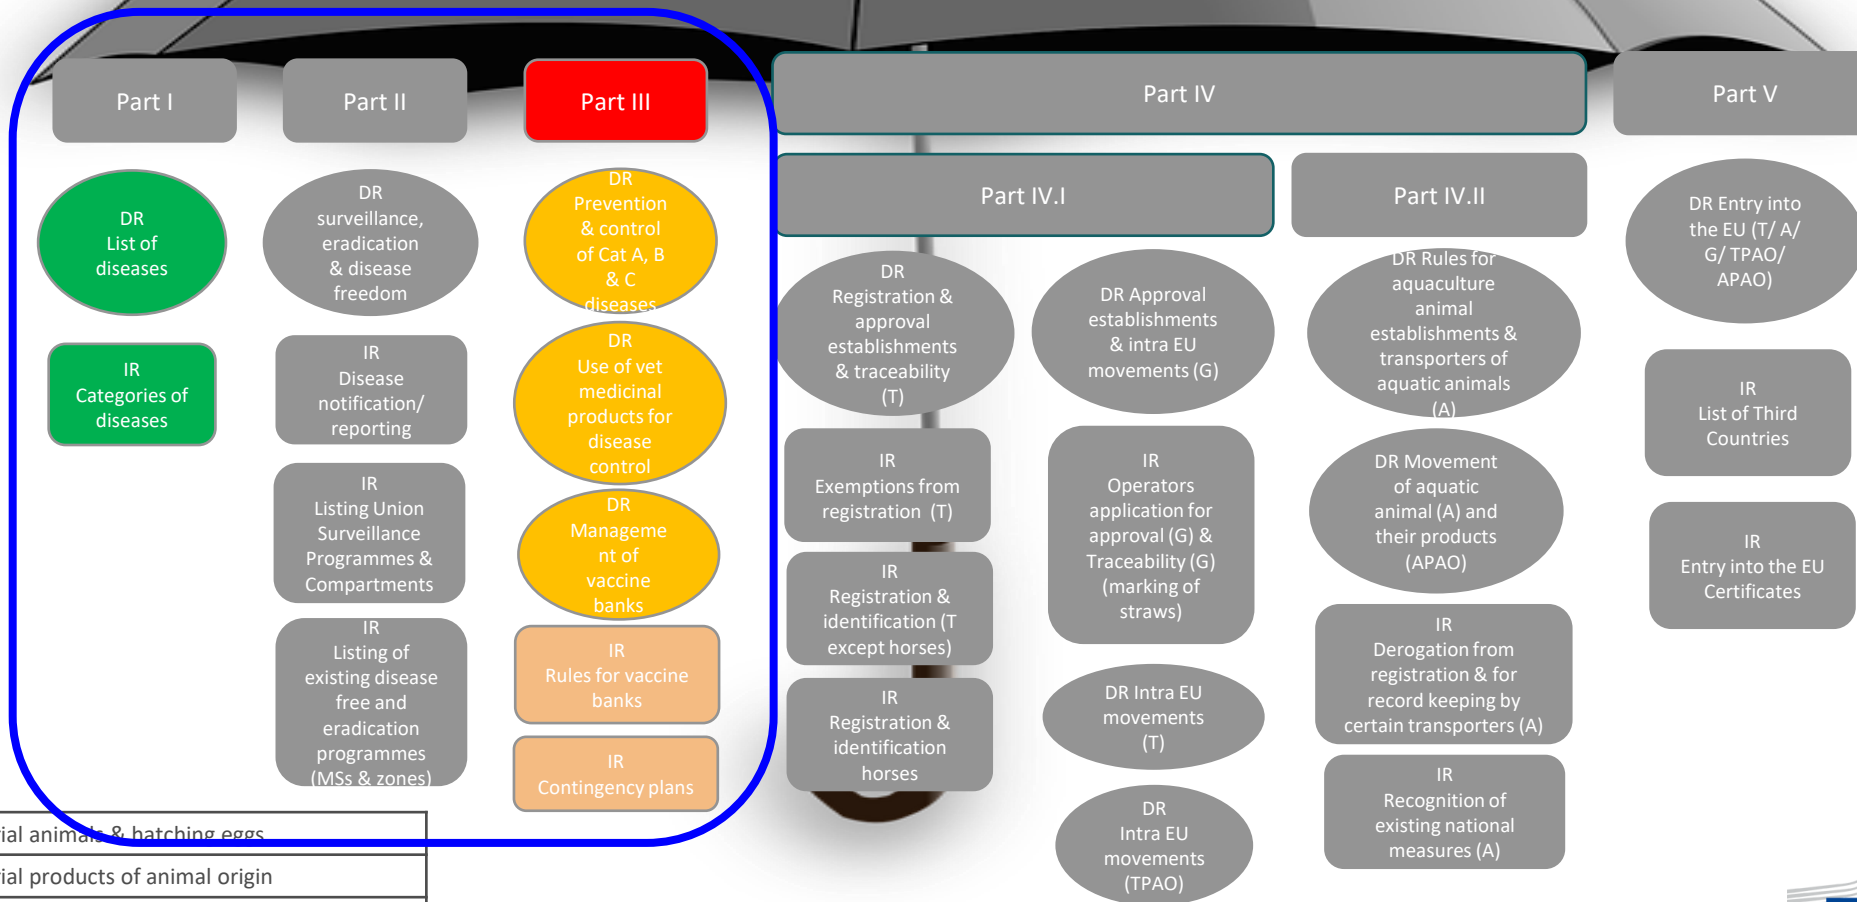 Part I
Part II
Part III
Part IV
Part V
Part IV.I
Part IV.II
DR
List of
diseases
IR
Categories of
diseases
DR
surveillance,
eradication
& disease
freedom
IR
Disease
notification/
reporting
IR
Listing Union
Surveillance
Programmes &
Compartments
IR
Listing of
existing disease
free and
eradication
programmes
(MSs & zones)
DR
Prevention
& control
of Cat A, B
& C
diseases
DR
Use of vet
medicinal
products for
disease
control
DR
Manageme
nt of
vaccine
banks
IR
Rules for vaccine
banks
IR
Contingency plans
DR
Registration &
approval
establishments
& traceability
(T)
IR
Exemptions from
registration (T)
IR
Registration &
identification (T
except horses)
IR
Registration &
identification
horses
DR Approval
establishments
& intra EU
movements (G)
IR
Operators
application for
approval (G) &
Traceability (G)
(marking of
straws)
DR Intra EU
movements
(T)
DR
Intra EU
movements
(TPAO)
DR Rules for
aquaculture
animal
establishments &
transporters of
aquatic animals
(A)
DR Movement
of aquatic
animal (A) and
their products
(APAO)
IR
Derogation from
registration & for
record keeping by
certain transporters (A)
IR
Recognition of
existing national
measures (A)
DR Entry into
the EU (T/ A/
G/ TPAO/
APAO)
IR
List of Third
Countries
IR
Entry into the EU
Certificates
rial animals & hatching eggs
rial products of animal origin